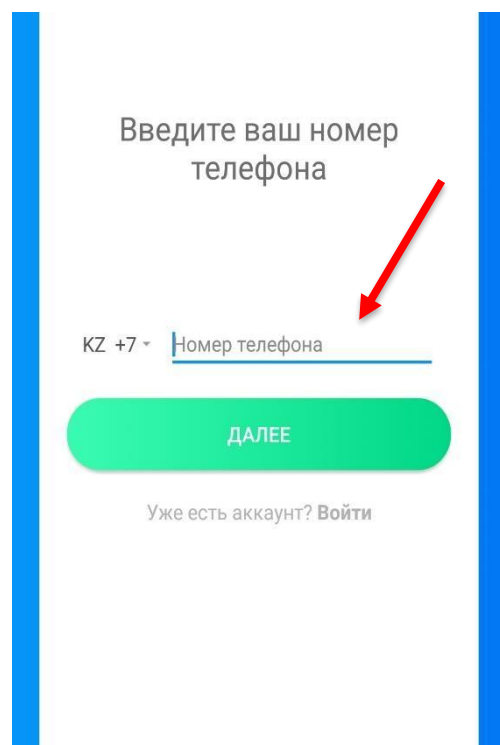 Введите ваш номер
телефона
KZ +7
Номер телефона
ДАЛЕЕ
Уже есть аккаунт? Войти